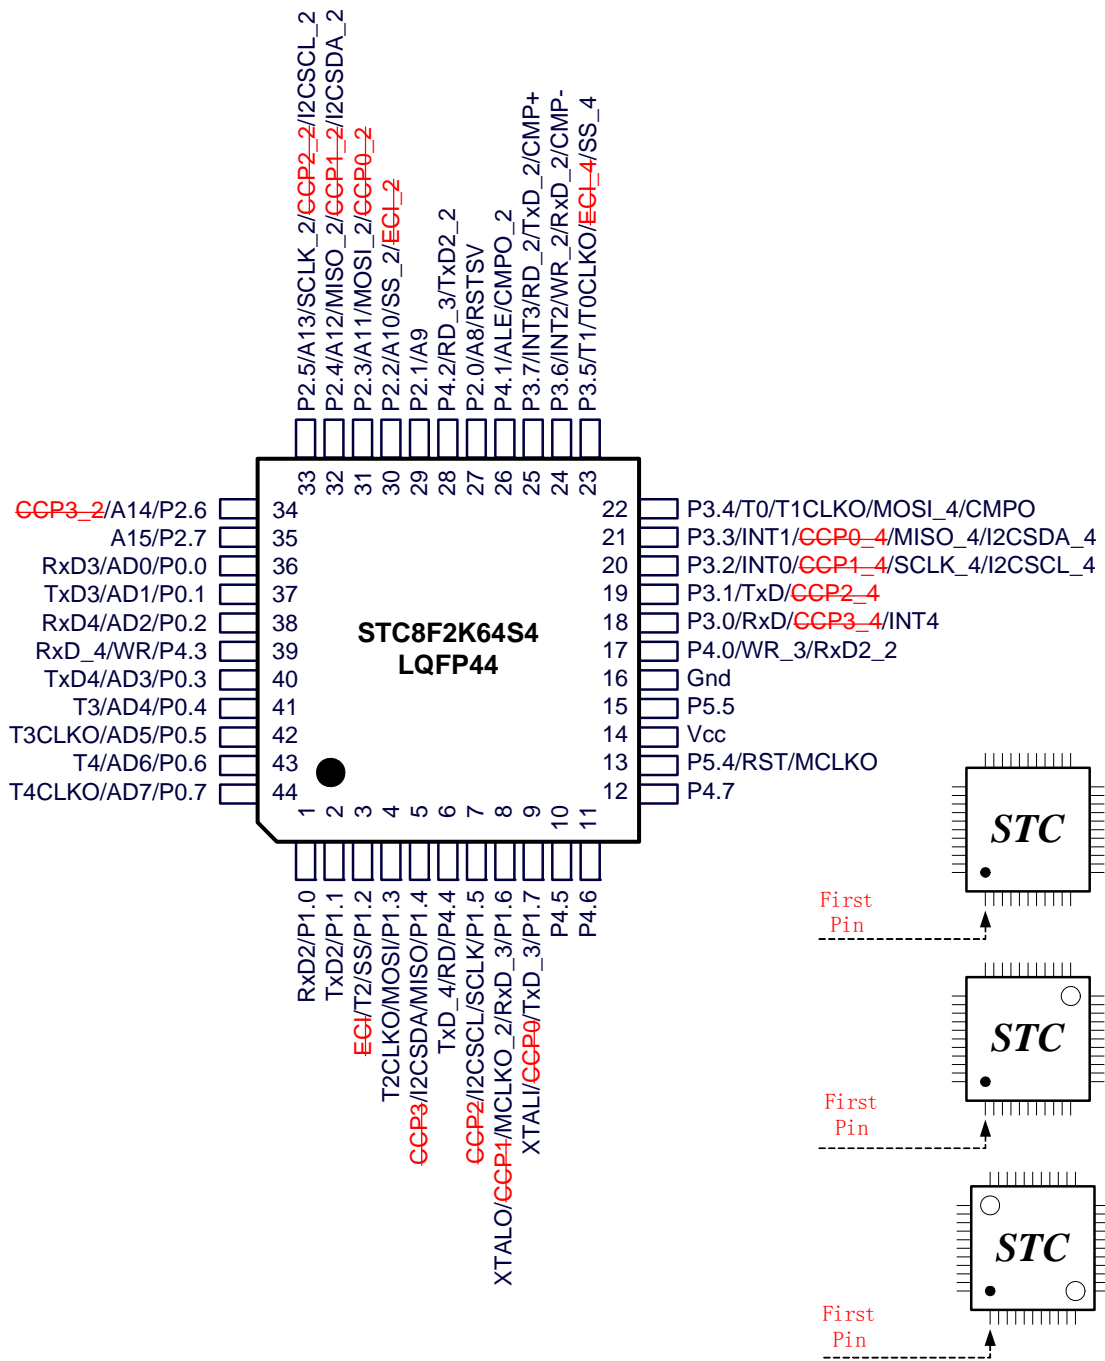 P2.5/A13/SCLK_2/CCP2_2/I2CSCL_2
P2.4/A12/MISO_2/CCP1_2/I2CSDA_2
P2.3/A11/MOSI_2/CCP0_2
P2.2/A10/SS_2/ECI_2
P2.1/A9
P4.2/RD_3/TxD2_2
P2.0/A8/RSTSV
P4.1/ALE/CMPO_2
P3.7/INT3/RD_2/TxD_2/CMP+
P3.6/INT2/WR_2/RxD_2/CMP-
P3.5/T1/T0CLKO/ECI_4/SS_4
33 32 31 30 29 28 27 26 25 24 23
CCP3_2/A14/P2.6 34
A15/P2.7 35
RxD3/AD0/P0.0 36
TxD3/AD1/P0.1 37
RxD4/AD2/P0.2 38
RxD_4/WR/P4.3 39
TxD4/AD3/P0.3 40
T3/AD4/P0.4 41
T3CLKO/AD5/P0.5 42
T4/AD6/P0.6 43
T4CLKO/AD7/P0.7 44
STC8F2K64S4
LQFP44
22 P3.4/T0/T1CLKO/MOSI_4/CMPO
21 P3.3/INT1/CCP0_4/MISO_4/I2CSDA_4
20 P3.2/INT0/CCP1_4/SCLK_4/I2CSCL_4
19 P3.1/TxD/CCP2_4
18 P3.0/RxD/CCP3_4/INT4
17 P4.0/WR_3/RxD2_2
16 Gnd
15 P5.5
14 Vcc
13 P5.4/RST/MCLKO
12 P4.7
1 2 3 4 5 6 7 8 9 10 11
RxD2/P1.0
TxD2/P1.1
ECI/T2/SS/P1.2
T2CLKO/MOSI/P1.3
CCP3/I2CSDA/MISO/P1.4
TxD_4/RD/P4.4
CCP2/I2CSCL/SCLK/P1.5
XTALO/CCP1/MCLKO_2/RxD_3/P1.6
XTALI/CCP0/TxD_3/P1.7
P4.5
P4.6
STC
First
Pin
STC
First
Pin
STC
First
Pin